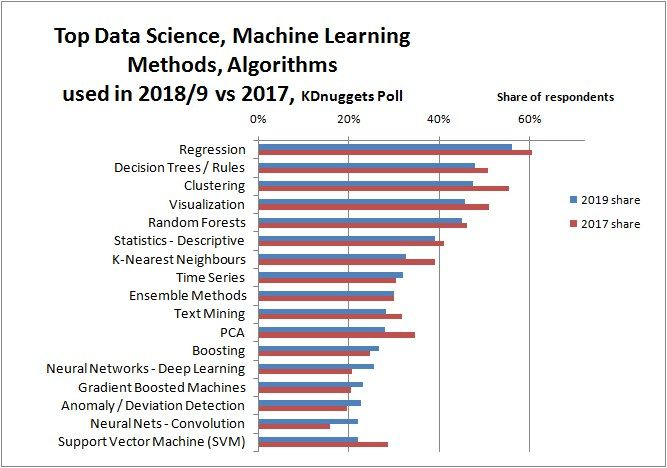 Top Data Science, Machine Learning
Methods, Algorithms
used in 2018/9 vs 2017, KDnuggets Poll
Share of respondents
0% 20% 40% 60%
Regression
Decision Trees / Rules
Clustering
Visualization
Random Forests
Statistics - Descriptive
K-Nearest Neighbours
Time Series
Ensemble Methods
Text Mining
PCA
Boosting
Neural Networks - Deep Learning
Gradient Boosted Machines
Anomaly / Deviation Detection
Neural Nets - Convolution
Support Vector Machine (SVM)
2019 share
2017 share